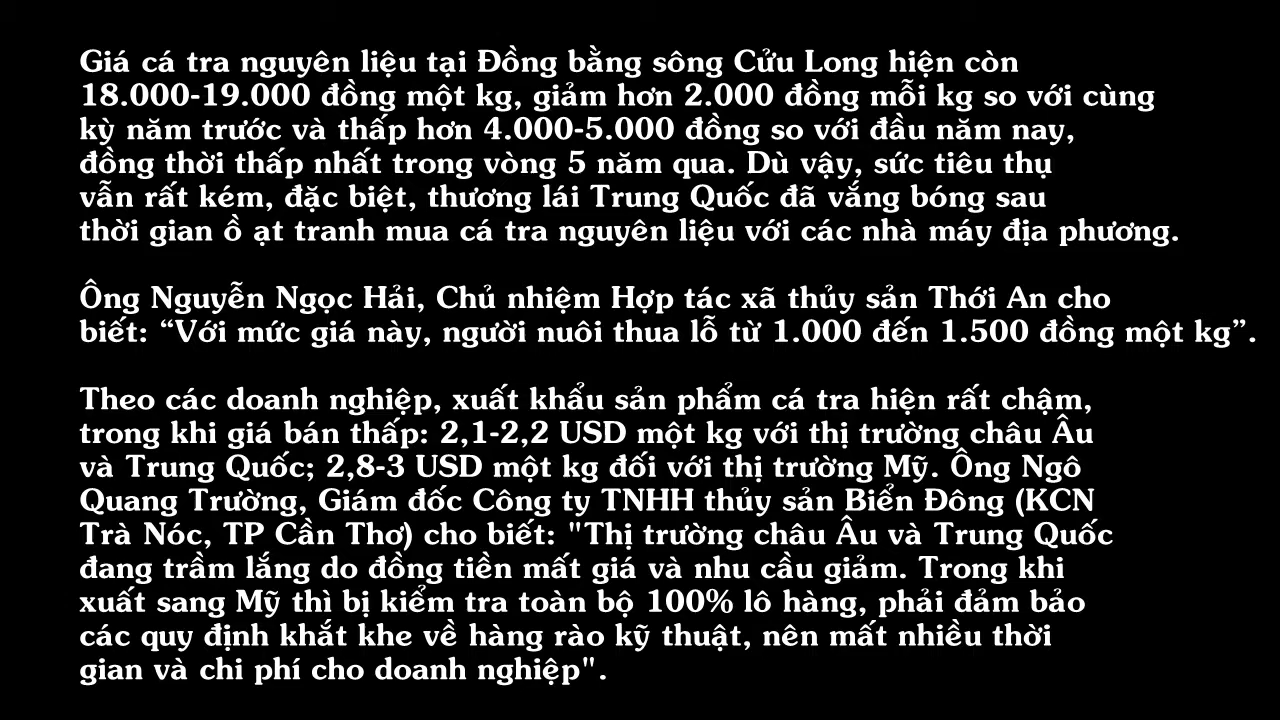 Giá cá tra nguyên liệu tại Đồng bằng sông Cửu Long hiện còn
18.000-19.000 đồng một kg, giảm hơn 2.000 đồng mỗi kg so với cùng
kỳ năm trước và thấp hơn 4.000-5.000 đồng so với đầu năm nay,
đồng thời thấp nhất trong vòng 5 năm qua. Dù vậy, sức tiêu thụ
vẫn rất kém, đặc biệt, thương lái Trung Quốc đã vắng bóng sau
thời gian ồ ạt tranh mua cá tra nguyên liệu với các nhà máy địa phương.
Ông Nguyễn Ngọc Hải, Chủ nhiệm Hợp tác xã thủy sản Thới An cho
biết: “Với mức giá này, người nuôi thua lỗ từ 1.000 đến 1.500 đồng một kg”.
Theo các doanh nghiệp, xuất khẩu sản phẩm cá tra hiện rất chậm,
trong khi giá bán thấp: 2,1-2,2 USD một kg với thị trường châu Âu
và Trung Quốc; 2,8-3 USD một kg đối với thị trường Mỹ. Ông Ngô
Quang Trường, Giám đốc Công ty TNHH thủy sản Biển Đông (KCN
Trà Nóc, TP Cần Thơ) cho biết: "Thị trường châu Âu và Trung Quốc
đang trầm lắng do đồng tiền mất giá và nhu cầu giảm. Trong khi
xuất sang Mỹ thì bị kiểm tra toàn bộ 100% lô hàng, phải đảm bảo
các quy định khắt khe về hàng rào kỹ thuật, nên mất nhiều thời
gian và chi phí cho doanh nghiệp".